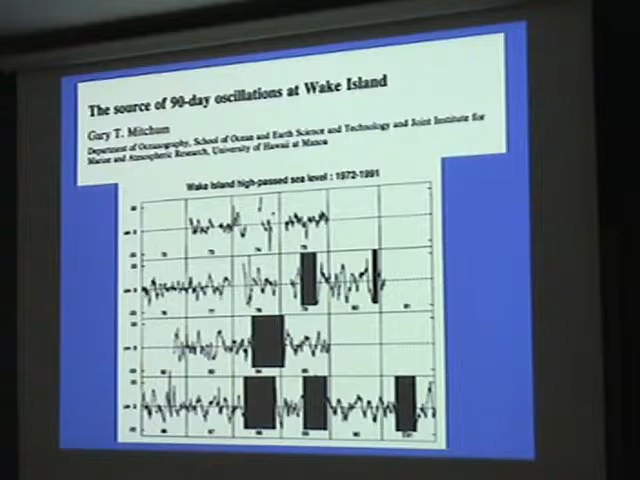 The source of 90-day oscillations at Wake Island
Gary T. Mitchum
Department of Oceanography, School of Ocean and Earth Science and Technology and Joint Institute for
Marine and Atmospheric Research, University of Hawaii at Manoa
Wake Island high-passed sea level : 1972-1991